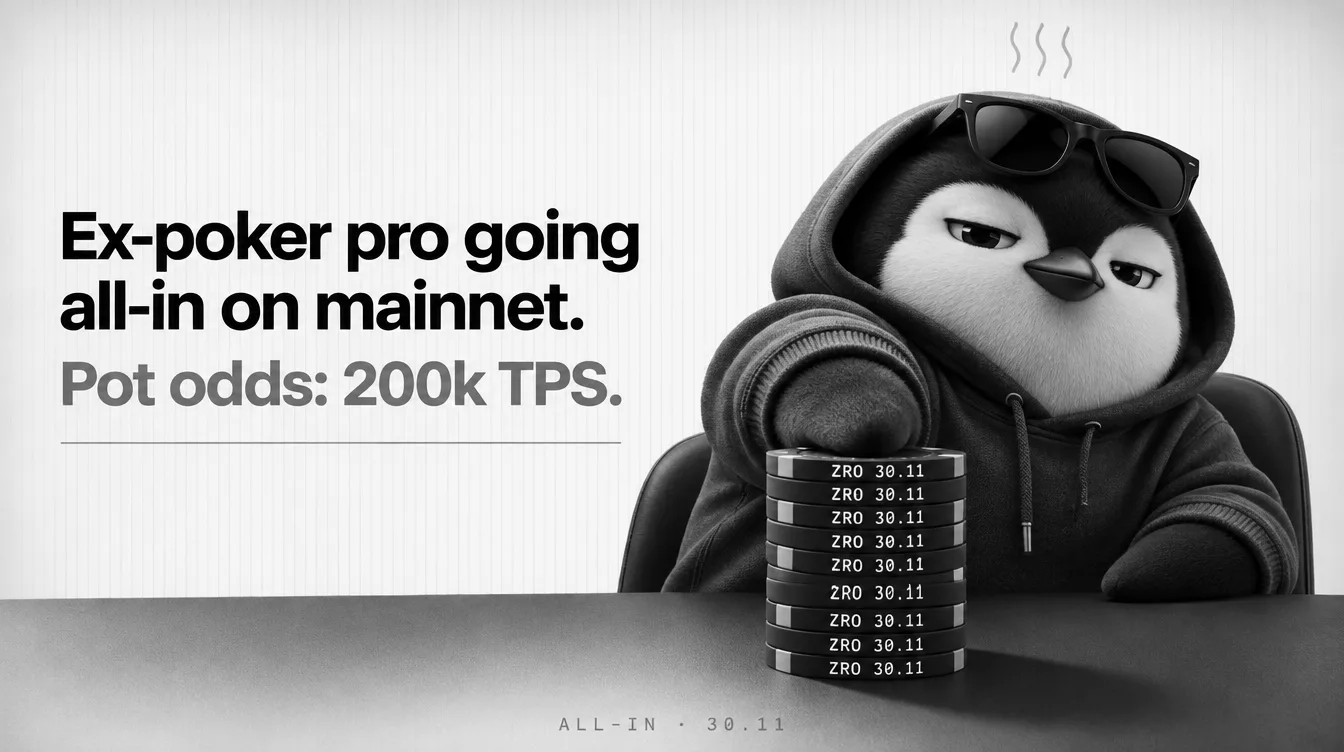 Ex-poker pro going
all-in on mainnet.
Pot odds: 200k TPS.
ZRO 30.11
ZRO 30.11
ZRO 30.11
ZRO 30.11
ZRO 30.11
2RO 30.11
ZRO 30.11
ZRO 30.11
ZRO 30.11
ALL-IN · 30.11